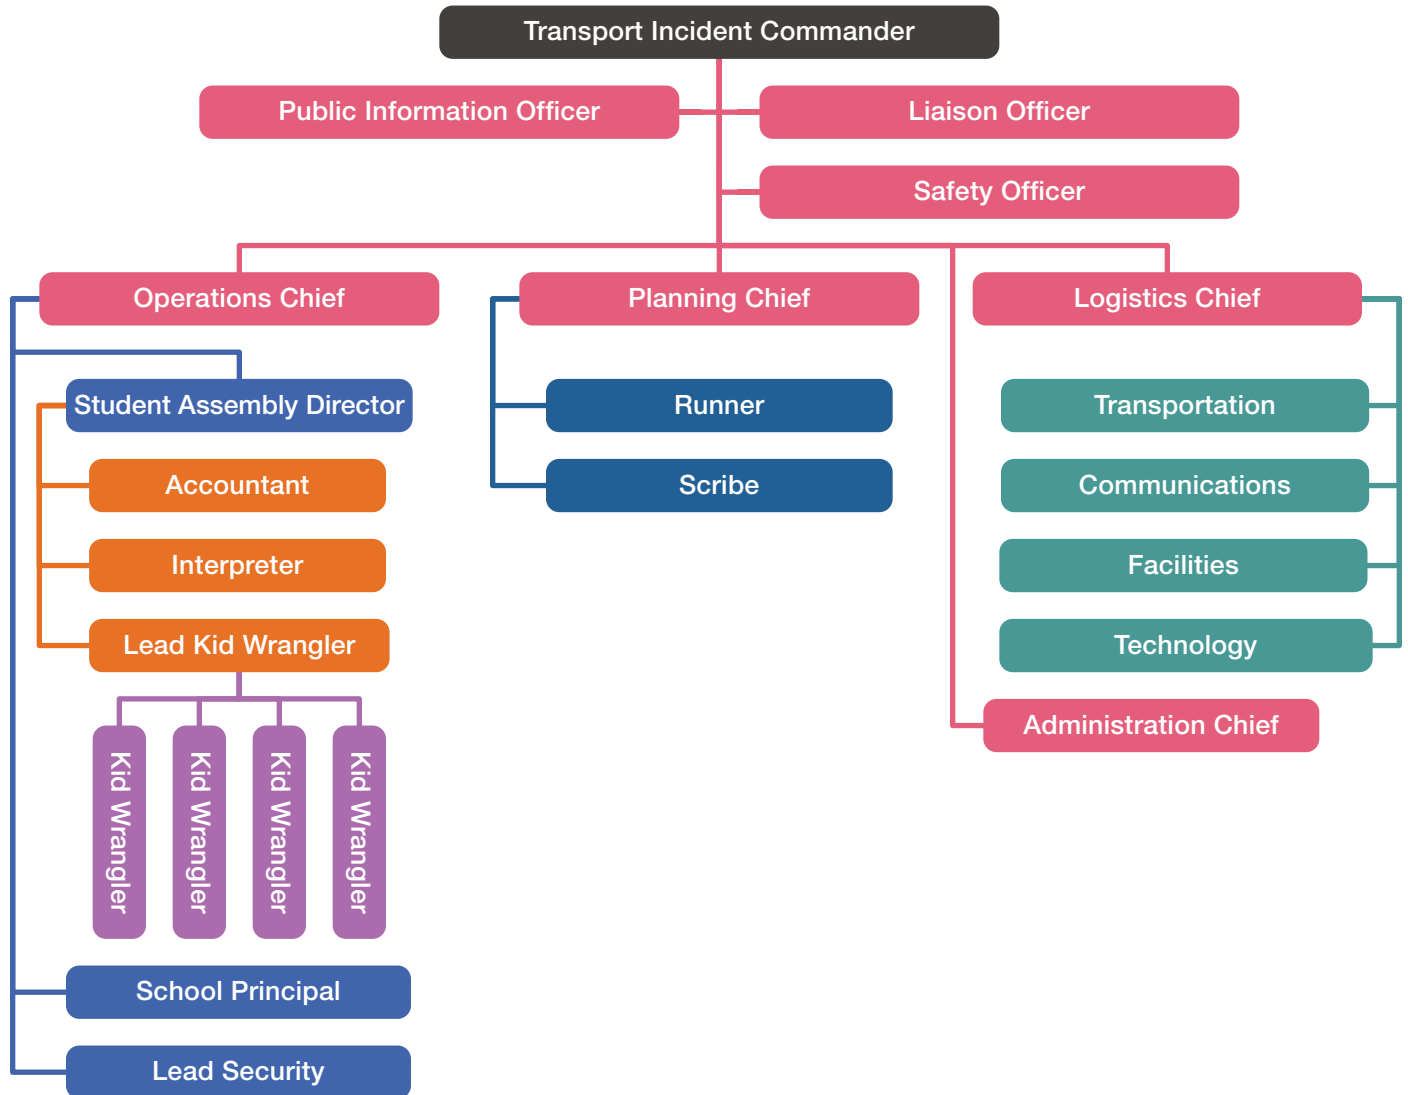 Transport Incident Commander
Public Information Officer
Liaison Officer
Safety Officer
Operations Chief
Planning Chief
Logistics Chief
Student Assembly Director
Runner
Transportation
Accountant
Scribe
Communications
Interpreter
Facilities
Lead Kid Wrangler
Technology
Administration Chief
Kid Wrangler
Kid Wrangler
Kid Wrangler
Kid Wrangler
School Principal
Lead Security